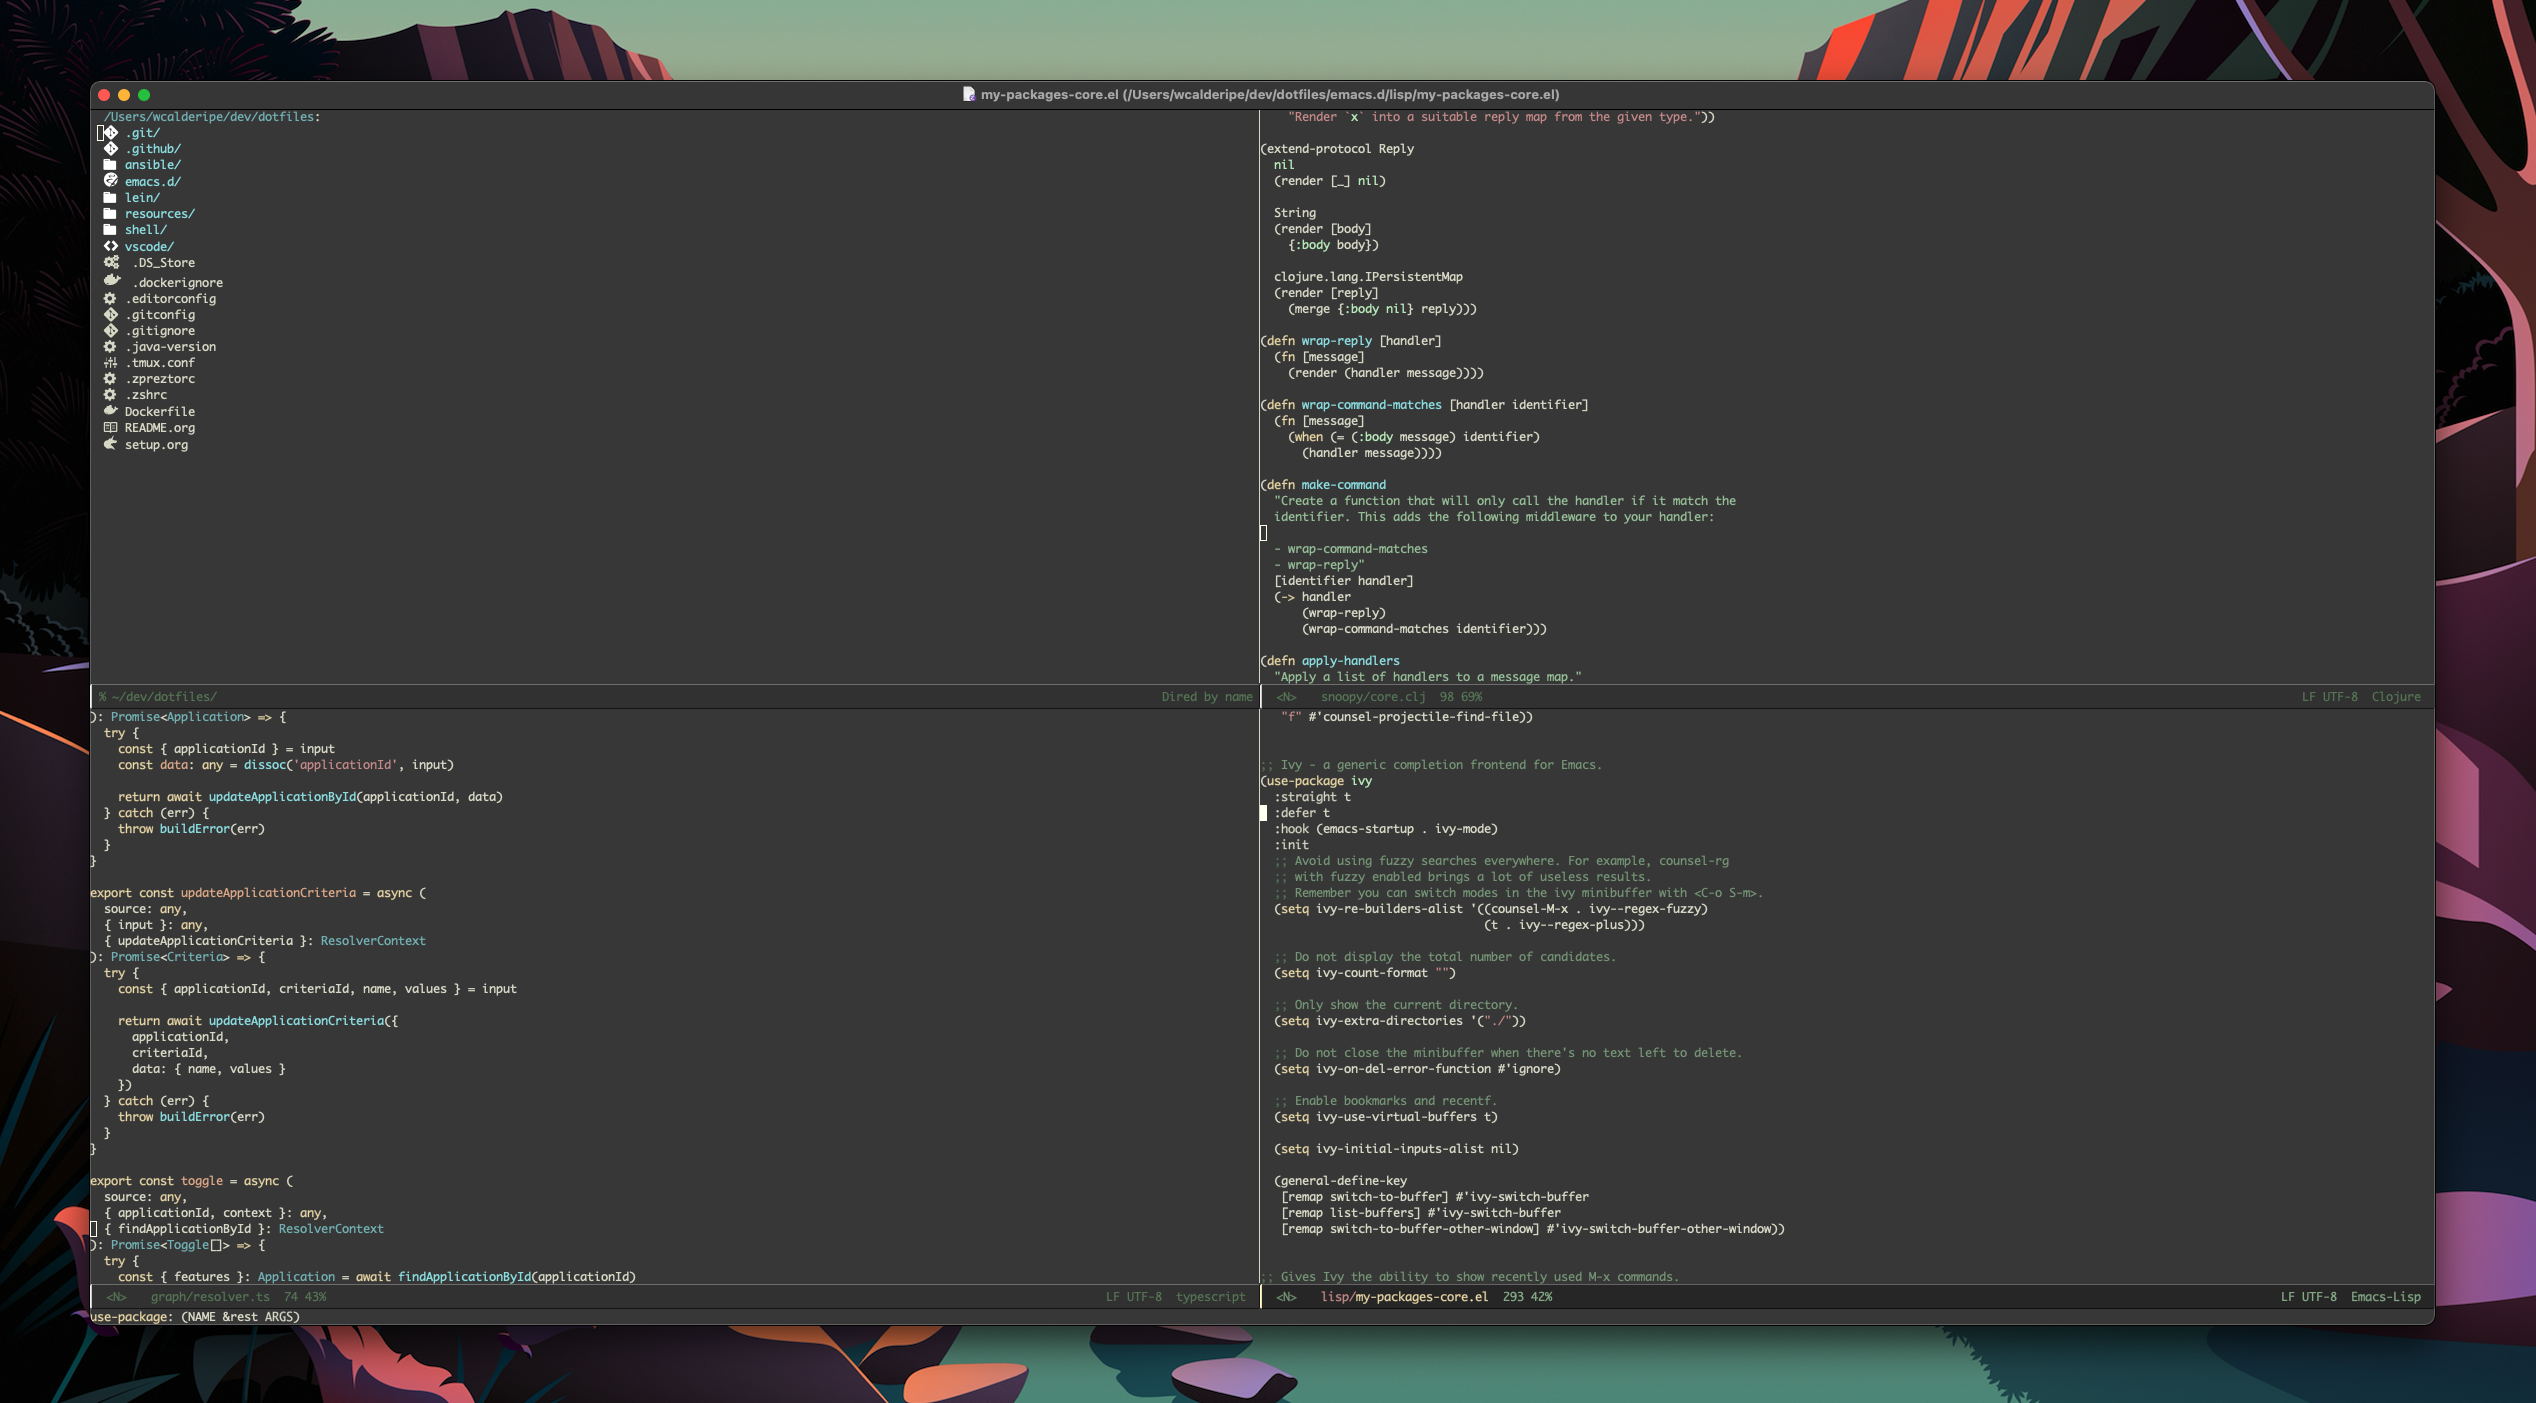 my-packages-core.el (/Users/wcalderipe/dev/dotfiles/emacs.d/lisp/my-packages-core.el)
/Users/wcalderipe/dev/dotfiles:
.git/
.github/
ansible/
emacs.d/
lein/
resources/
shell/
vscode/
.DS_Store
.dockerignore
.editorconfig
.gitconfig
.gitignore
.java-version
.tmux.conf
.zpreztorc
.zshrc
Dockerfile
README.org
setup.org
% ~/dev/dotfiles/ Dired by name
"Render `x` into a suitable reply map from the given type."))
(extend-protocol Reply
nil
(render [_] nil)
String
(render [body]
{:body body})
clojure.lang.IPersistentMap
(render [reply]
(merge {:body nil} reply)))
(defn wrap-reply [handler]
(fn [message]
(render (handler message))))
(defn wrap-command-matches [handler identifier]
(fn [message]
(when (= (:body message) identifier)
(handler message))))
(defn make-command
"Create a function that will only call the handler if it match the
identifier. This adds the following middleware to your handler:
- wrap-command-matches
- wrap-reply"
[identifier handler]
(-> handler
(wrap-reply)
(wrap-command-matches identifier)))
(defn apply-handlers
"Apply a list of handlers to a message map."
<N> snoopy/core.clj 98 69% LF UTF-8 Clojure
): Promise<Application> => {
try {
const { applicationId } = input
const data: any = dissoc('applicationId', input)
return await updateApplicationById(applicationId, data)
} catch (err) {
throw buildError(err)
}
}
export const updateApplicationCriteria = async (
source: any,
{ input }: any,
{ updateApplicationCriteria }: ResolverContext
): Promise<Criteria> => {
try {
const { applicationId, criteriaId, name, values } = input
return await updateApplicationCriteria({
applicationId,
criteriaId,
data: { name, values }
})
} catch (err) {
throw buildError(err)
}
}
export const toggle = async (
source: any,
{ applicationId, context }: any,
{ findApplicationById }: ResolverContext
): Promise<Toggle[]> => {
try {
const { features }: Application = await findApplicationById(applicationId)
<N> graph/resolver.ts 74 43% LF UTF-8 typescript
"f" #'counsel-projectile-find-file))
;; Ivy - a generic completion frontend for Emacs.
(use-package ivy
:straight t
:defer t
:hook (emacs-startup . ivy-mode)
:init
;; Avoid using fuzzy searches everywhere. For example, counsel-rg
;; with fuzzy enabled brings a lot of useless results.
;; Remember you can switch modes in the ivy minibuffer with <C-o S-m>.
(setq ivy-re-builders-alist '((counsel-M-x . ivy--regex-fuzzy)
(t . ivy--regex-plus)))
;; Do not display the total number of candidates.
(setq ivy-count-format "")
;; Only show the current directory.
(setq ivy-extra-directories '("./"))
;; Do not close the minibuffer when there's no text left to delete.
(setq ivy-on-del-error-function #'ignore)
;; Enable bookmarks and recentf.
(setq ivy-use-virtual-buffers t)
(setq ivy-initial-inputs-alist nil)
(general-define-key
[remap switch-to-buffer] #'ivy-switch-buffer
[remap list-buffers] #'ivy-switch-buffer
[remap switch-to-buffer-other-window] #'ivy-switch-buffer-other-window))
;; Gives Ivy the ability to show recently used M-x commands.
<N> lisp/my-packages-core.el 293 42% LF UTF-8 Emacs-Lisp
use-package: (NAME &rest ARGS)